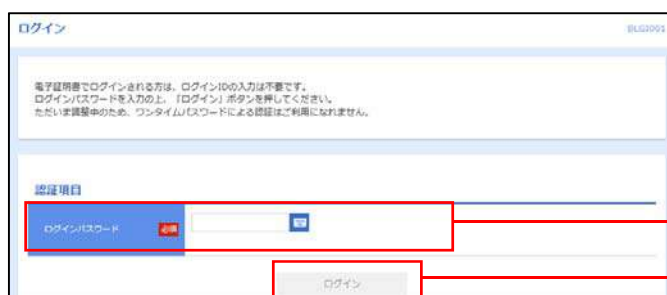 ログイン
BLGI001
電子証明書でログインされる方は、ログインIDの入力は不要です。
ログインパスワードを入力の上、「ログイン」ボタンを押してください。
ただいま調整中のため、ワンタイムパスワードによる認証はご利用になれません。
認証項目
ログインパスワード
必須
ログイン